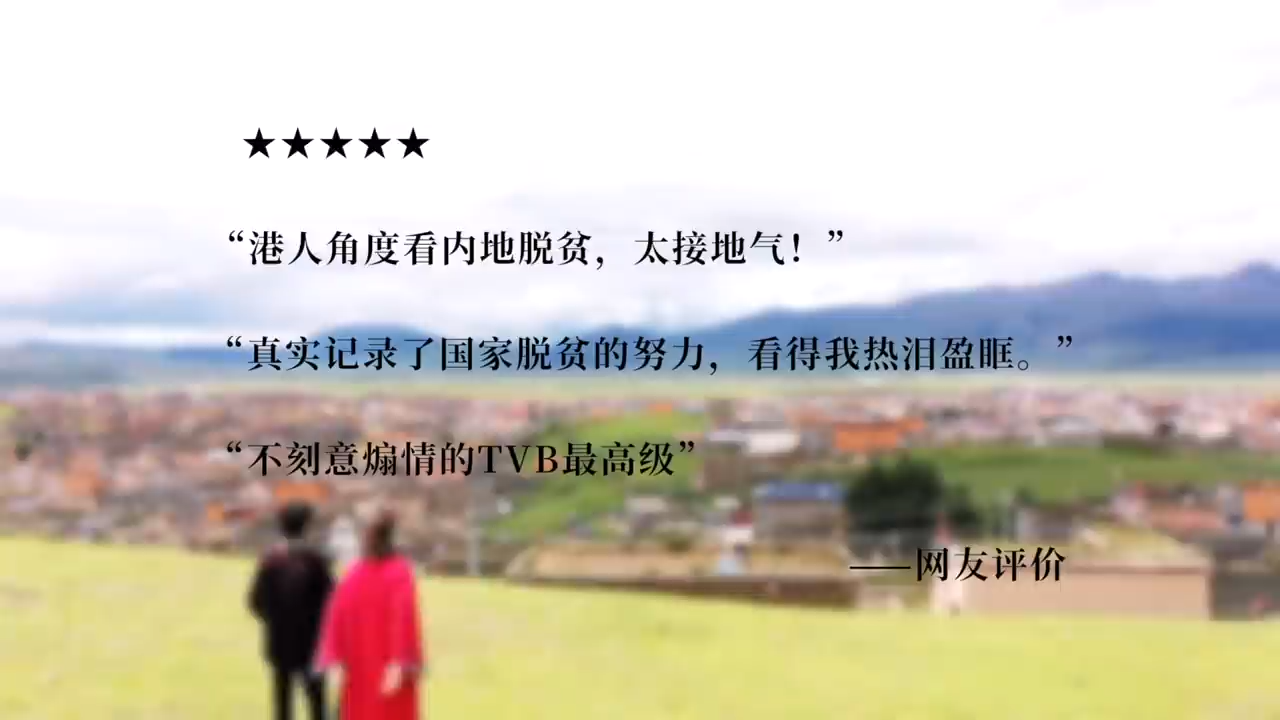 ★★★★★
“港人角度看内地脱贫，太接地气！”
“真实记录了国家脱贫的努力，看得我热泪盈眶。”
“不刻意煽情的TVB最高级”
——网友评价